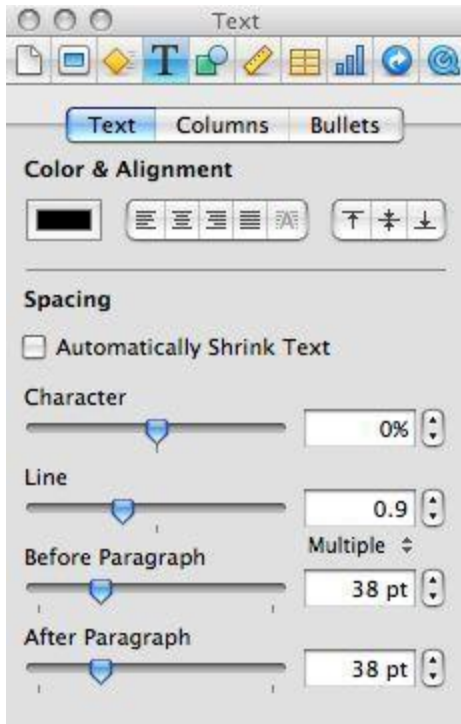 Text
T
Text Columns Bullets
Color & Alignment
A
Spacing
Automatically Shrink Text
Character
0%
Line
0.9
Multiple
Before Paragraph
38 pt
After Paragraph
38 pt